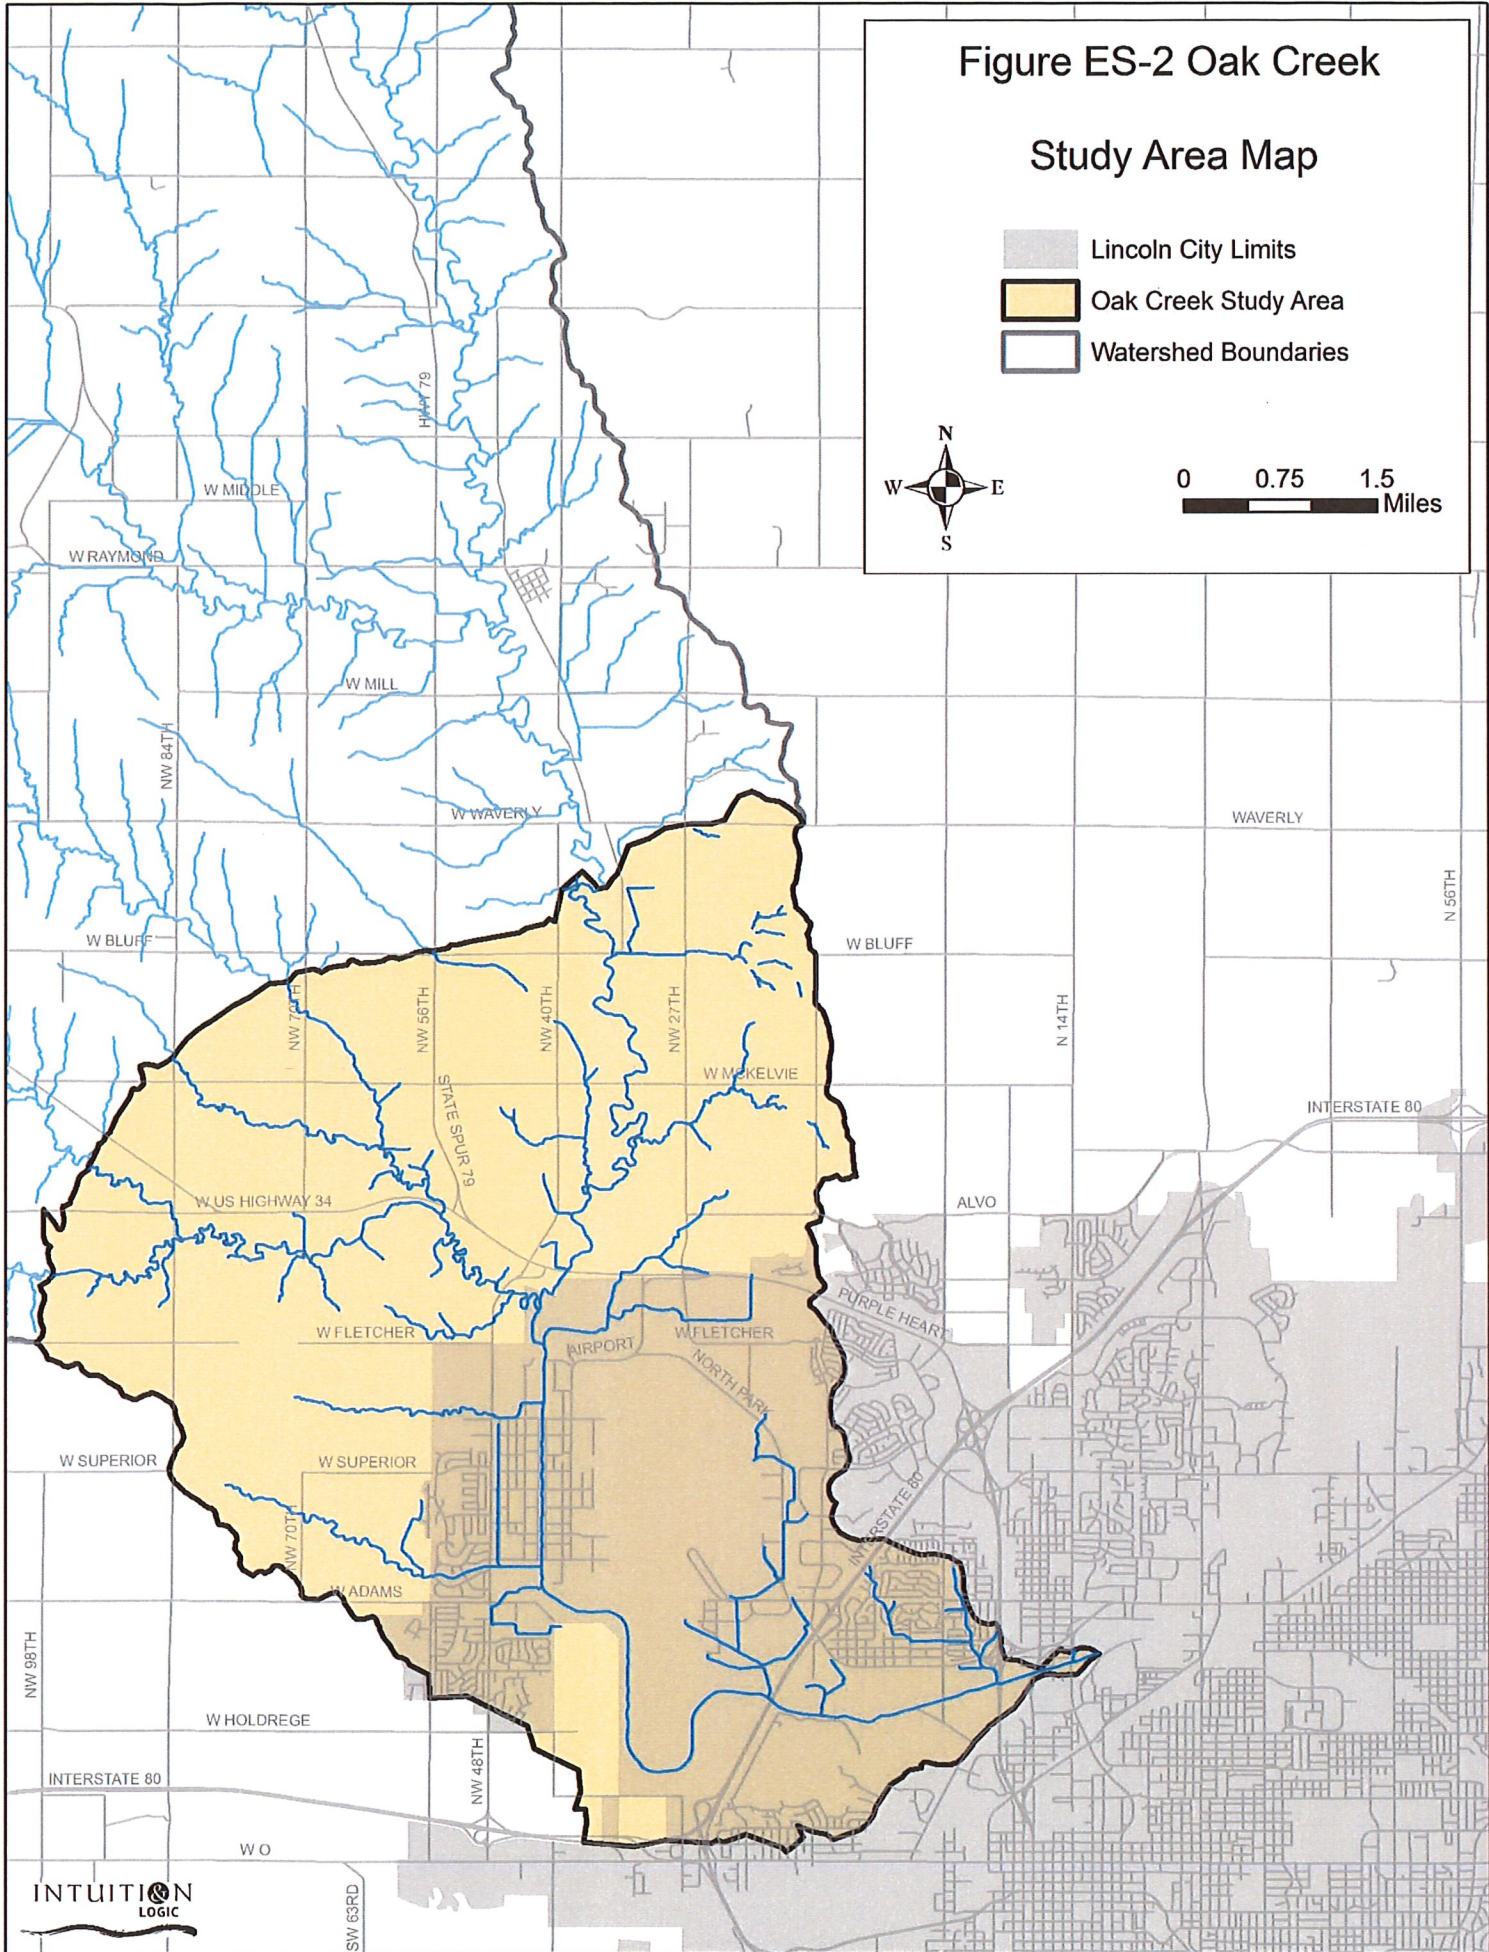 Figure ES-2 Oak Creek
Study Area Map
Lincoln City Limits
Oak Creek Study Area
Watershed Boundaries
N
W E
S
0 0.75 1.5
Miles
HWY 79
W MIDDLE
W RAYMOND
W MILL
NW 84TH
W WAVERLY
WAVERLY
N 56TH
W BLUFF
W BLUFF
NW 70TH
NW 56TH
NW 40TH
NW 27TH
N 14TH
W MCKELVIE
STATE SPUR 79
INTERSTATE 80
W US HIGHWAY 34
ALVO
PURPLE HEART
W FLETCHER
W FLETCHER
AIRPORT
NORTH PARK
W SUPERIOR
W SUPERIOR
INTERSTATE 80
NW 70TH
W ADAMS
NW 98TH
W HOLDREGE
NW 48TH
INTERSTATE 80
W O
SW 63RD
INTUITI&N
LOGIC